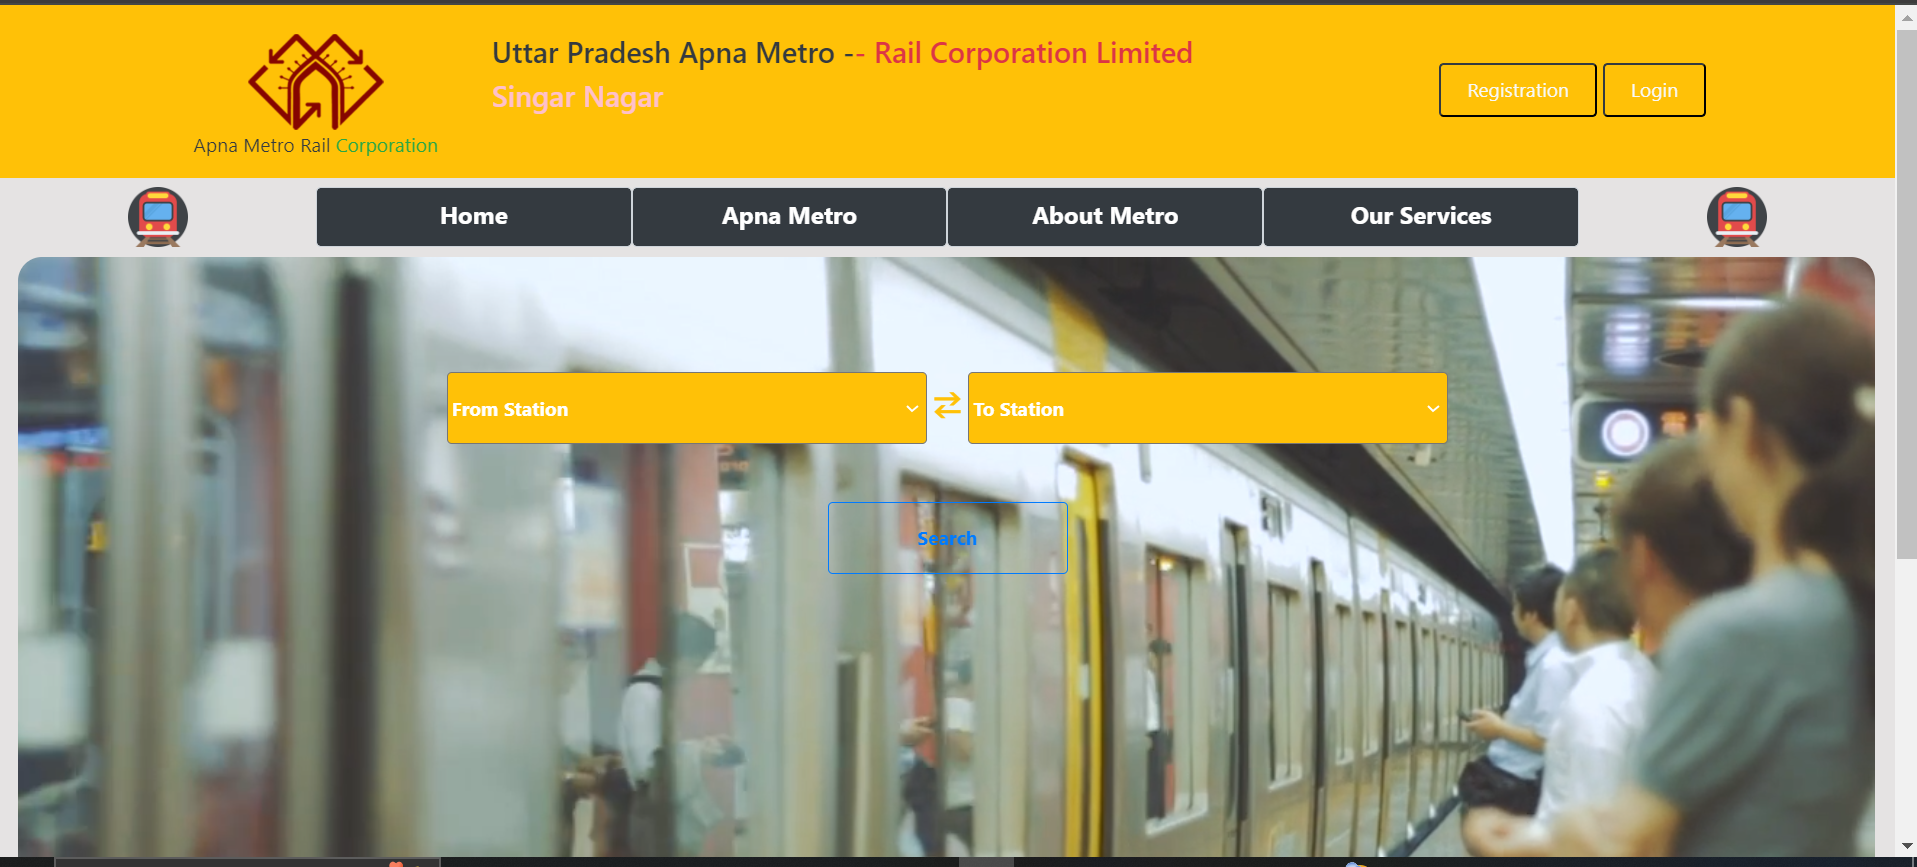 Uttar Pradesh Apna Metro -- Rail Corporation Limited
Singar Nagar
Apna Metro Rail Corporation
Registration
Login
Home
Apna Metro
About Metro
Our Services
From Station
To Station
Search